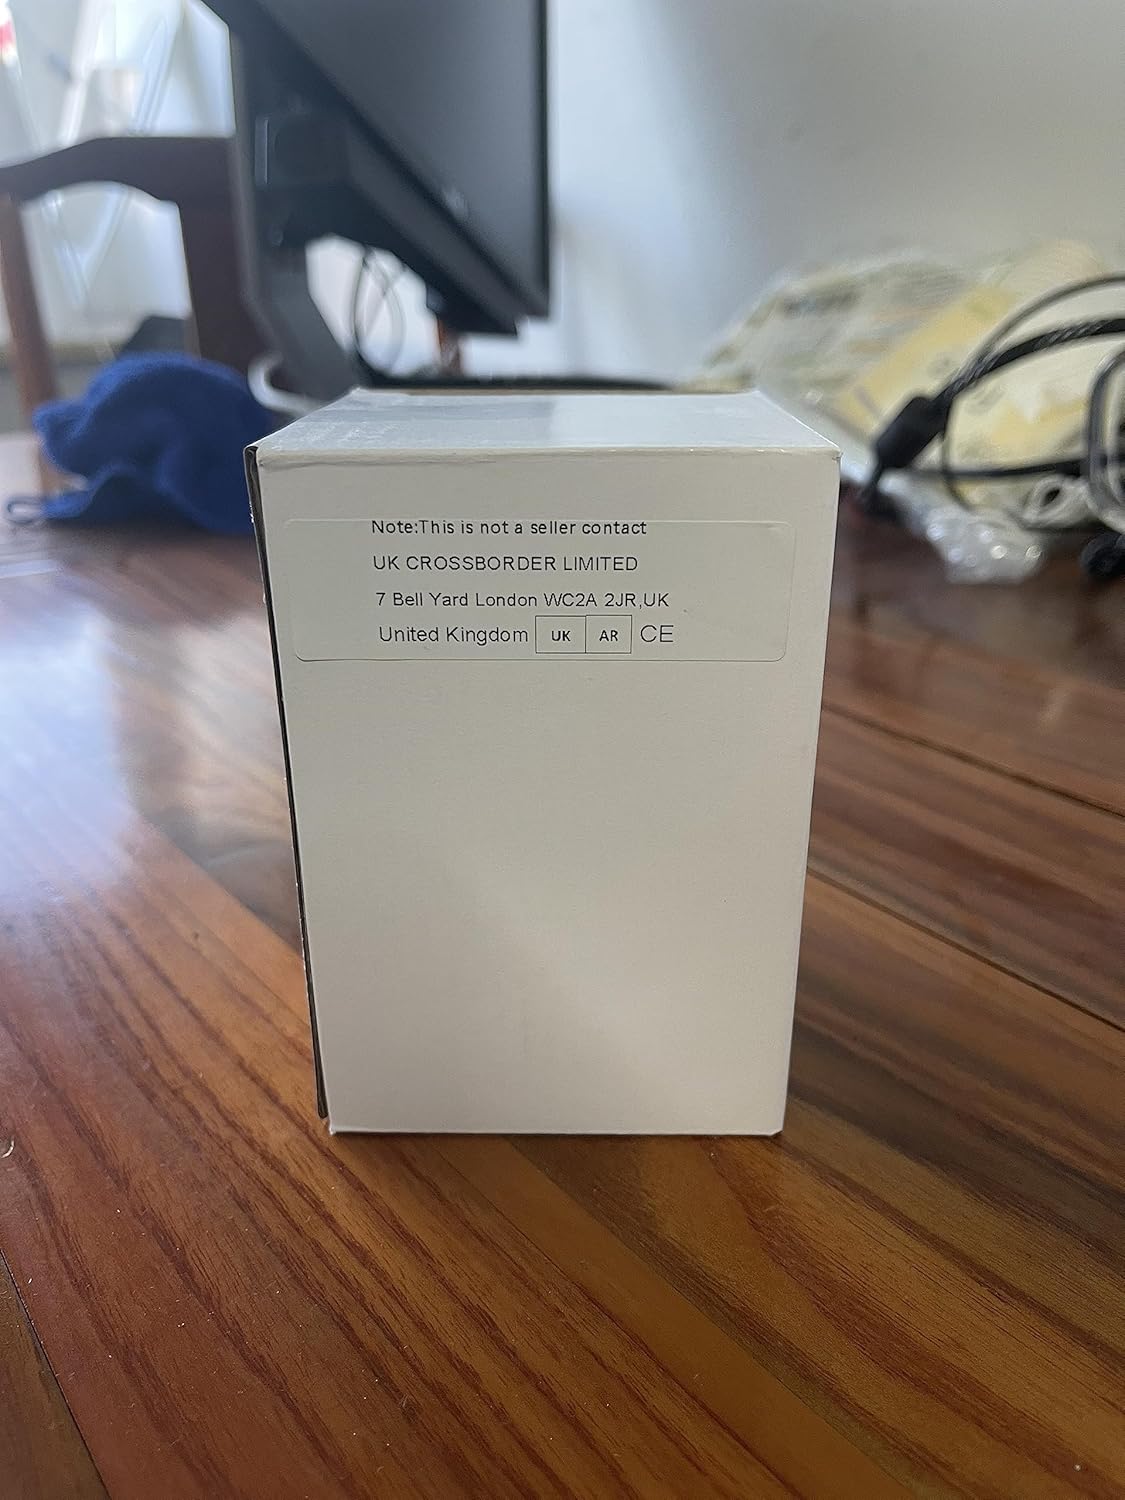 Note:This is not a seller contact
UK CROSSBORDER LIMITED
7 Bell Yard London WC2A 2JR,UK
United Kingdom UK AR CE